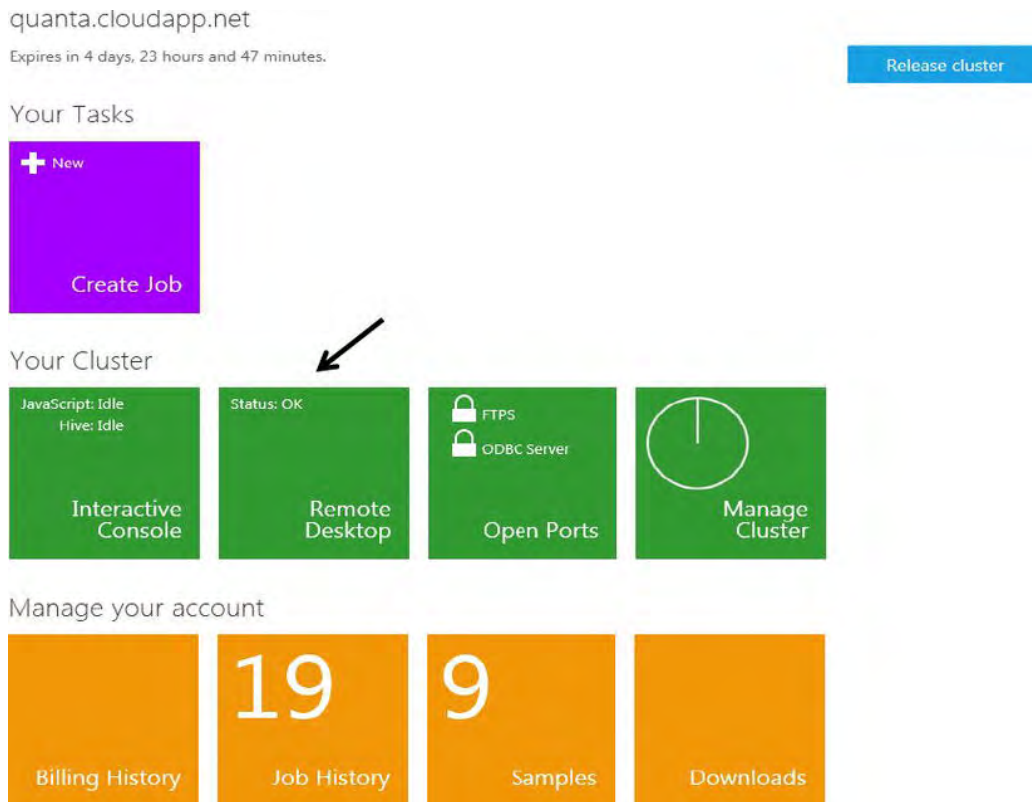 quanta.cloudapp.net
Expires in 4 days, 23 hours and 47 minutes.
Release cluster
Your Tasks
New
Create Job
Your Cluster
JavaScript: Idle
Hive: Idle
Interactive
Console
Status: OK
Remote
Desktop
FTPS
ODBC Server
Open Ports
Manage
Cluster
Manage your account
Billing History
19
Job History
9
Samples
Downloads